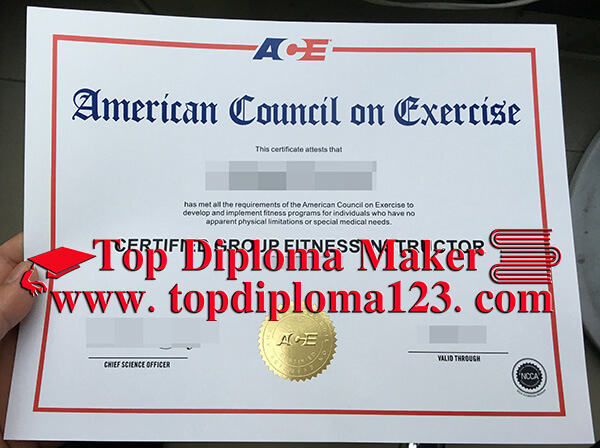 ACE
American Council on Exercise
This certificate attests that
has met all the requirements of the American Council on Exercise to
develop and implement fitness programs for individuals who have no
apparent physical limitations or special medical needs.
CERTIFIED GROUP FITNESS INSTRUCTOR
Top Diploma Maker
www. topdiploma123. com
ACE
CHIEF SCIENCE OFFICER
VALID THROUGH
NCCA